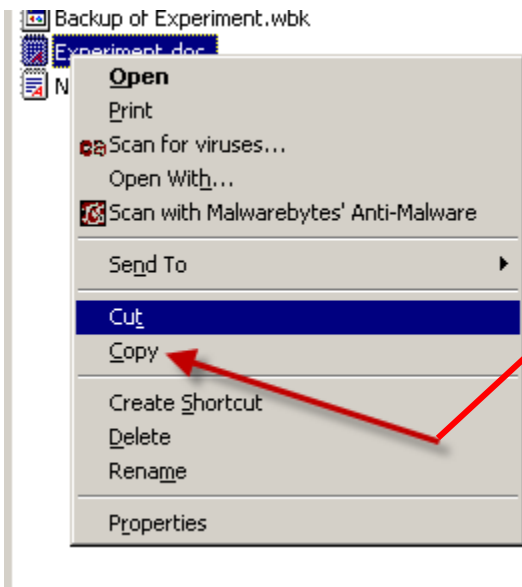 Backup of Experiment.wbk
Experiment.doc
N
Open
Print
Scan for viruses...
Open With...
Scan with Malwarebytes' Anti-Malware
Send To
Cut
Copy
Create Shortcut
Delete
Rename
Properties